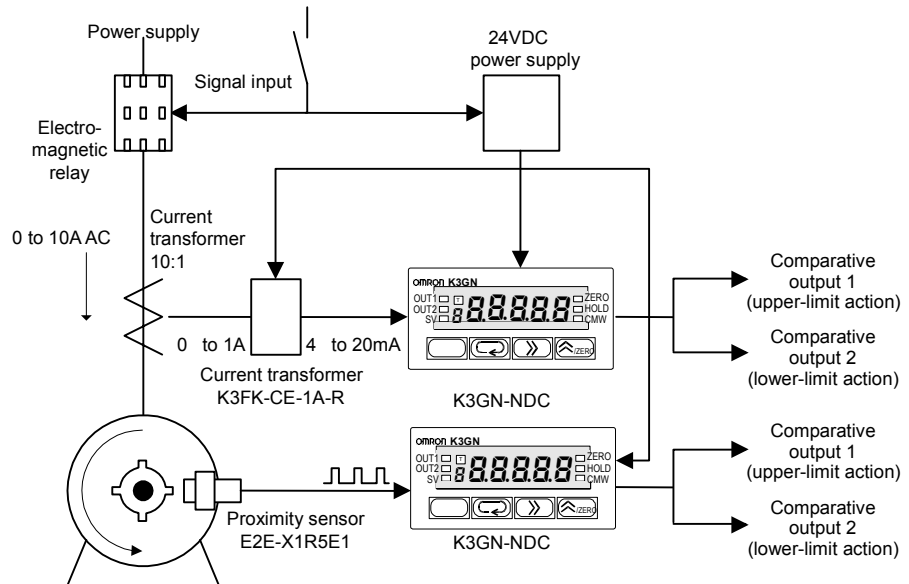 Power supply
Signal input
24VDC
power supply
Electro-
magnetic
relay
Current
transformer
10:1
0 to 10A AC
0 to 1A
4 to 20mA
Current transformer
K3FK-CE-1A-R
OMRON K3GN
OUT1
OUT2
SV
T
8
88888
ZERO
HOLD
CMW
/ZERO
K3GN-NDC
Comparative
output 1
(upper-limit action)
Comparative
output 2
(lower-limit action)
OMRON K3GN
OUT1
OUT2
SV
T
8
88888
ZERO
HOLD
CMW
/ZERO
K3GN-NDC
Proximity sensor
E2E-X1R5E1
Comparative
output 1
(upper-limit action)
Comparative
output 2
(lower-limit action)